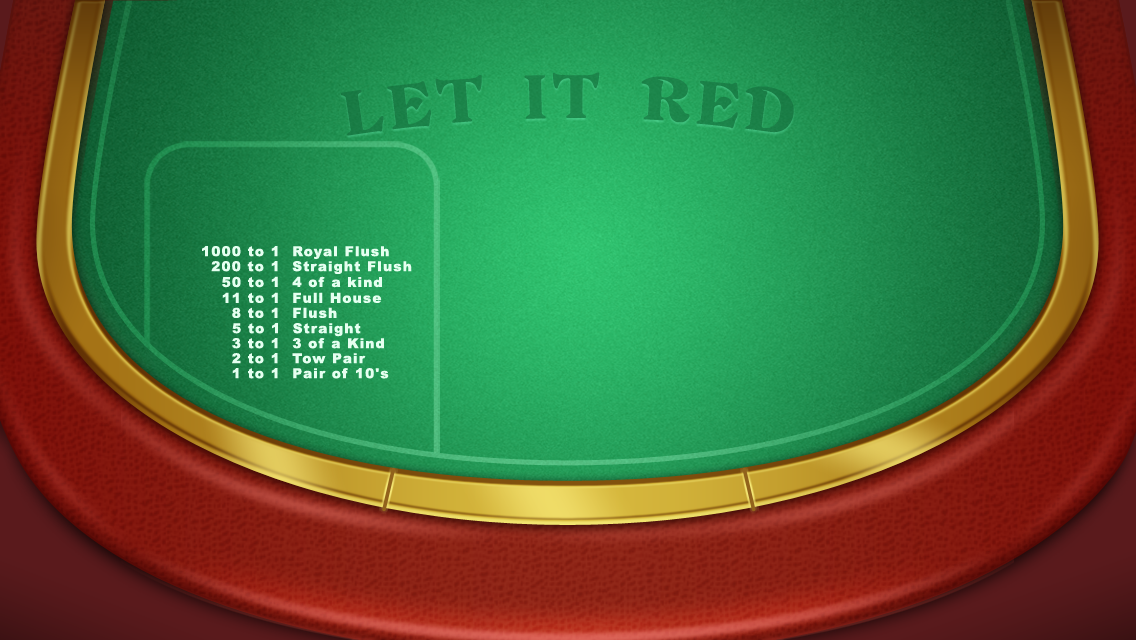 LET IT RED
1000 to 1 Royal Flush
200 to 1 Straight Flush
50 to 1 4 of a kind
11 to 1 Full House
8 to 1 Flush
5 to 1 Straight
3 to 1 3 of a Kind
2 to 1 Tow Pair
1 to 1 Pair of 10's